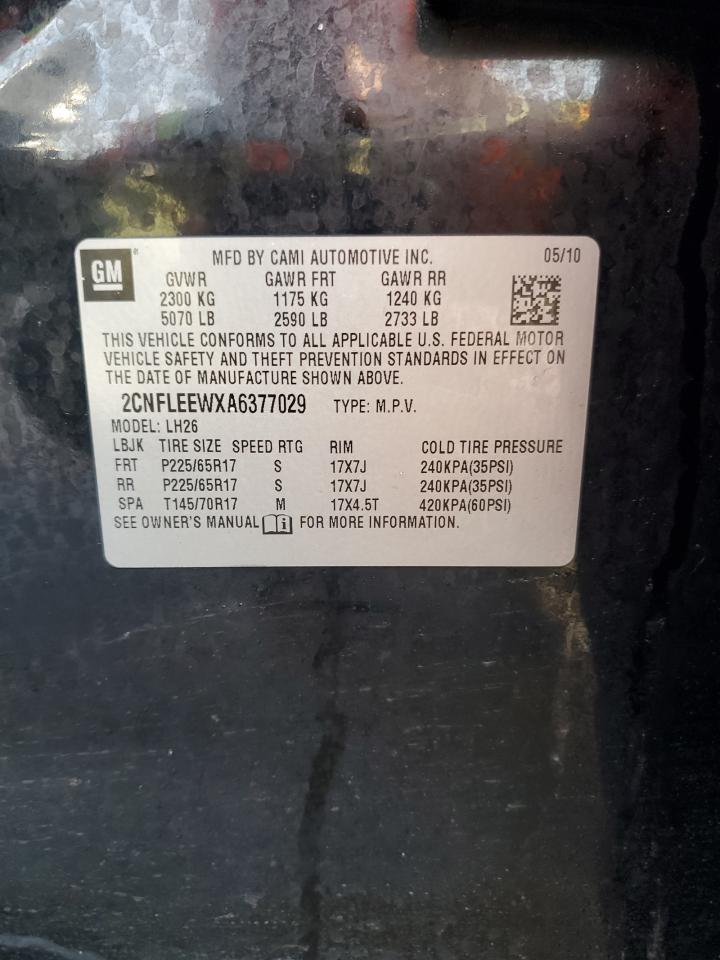 GM
MFD BY CAMI AUTOMOTIVE INC. 05/10
GVWR GAWR FRT GAWR RR
2300 KG 1175 KG 1240 KG
5070 LB 2590 LB 2733 LB
THIS VEHICLE CONFORMS TO ALL APPLICABLE U.S. FEDERAL MOTOR
VEHICLE SAFETY AND THEFT PREVENTION STANDARDS IN EFFECT ON
THE DATE OF MANUFACTURE SHOWN ABOVE.
2CNFLEEWXA6377029 TYPE: M.P.V.
MODEL: LH26
LBJK TIRE SIZE SPEED RTG RIM COLD TIRE PRESSURE
FRT P225/65R17 S 17X7J 240KPA(35PSI)
RR P225/65R17 S 17X7J 240KPA(35PSI)
SPA T145/70R17 M 17X4.5T 420KPA(60PSI)
SEE OWNER'S MANUAL i FOR MORE INFORMATION.